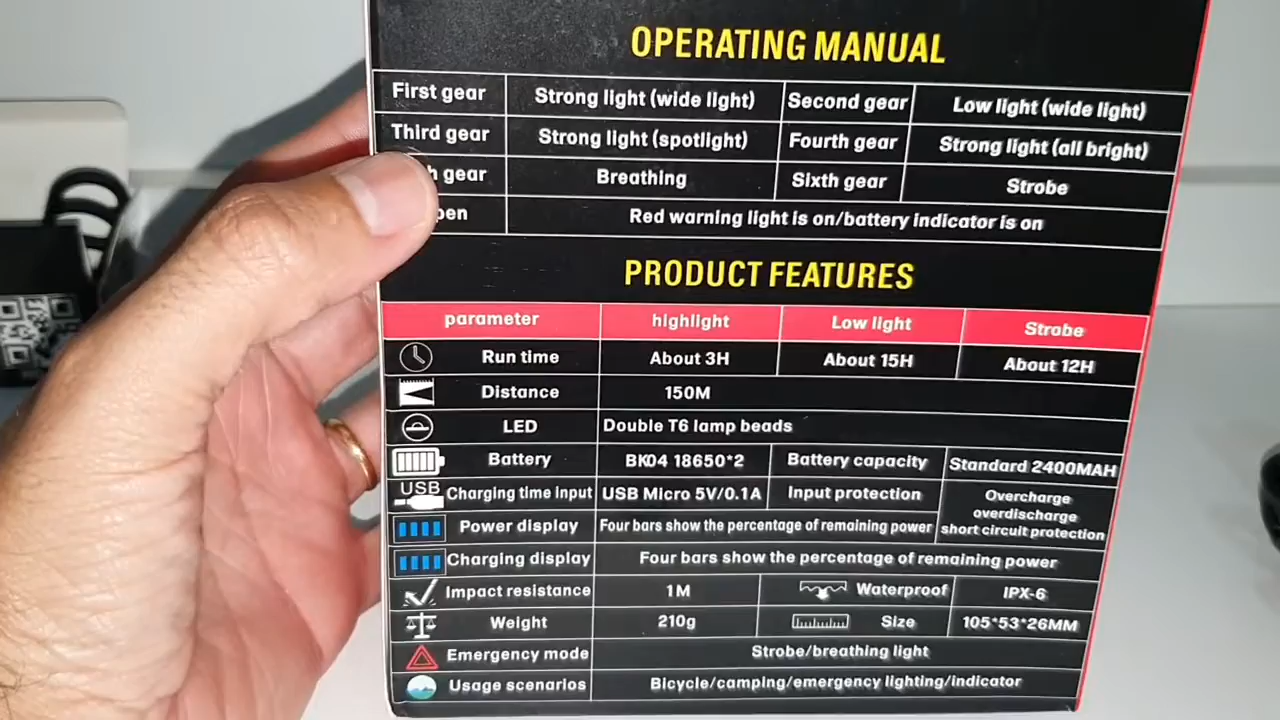 OPERATING MANUAL
First gear Strong light (wide light) Second gear Low light (wide light)
Third gear Strong light (spotlight) Fourth gear Strong light (all bright)
gear Breathing Sixth gear Strobe
Red warning light is on/battery indicator is on
PRODUCT FEATURES
parameter highlight Low light Strobe
Run time About 3H About 15H About 12H
Distance 150M
LED Double T6 lamp beads
Battery BK04 18650*2 Battery capacity Standard 2400MAH
USB Charging time input USB Micro 5V/0.1A Input protection Overcharge
overdischarge
short circuit protection
Power display Four bars show the percentage of remaining power
Charging display Four bars show the percentage of remaining power
Impact resistance 1M Waterproof IPX-6
Weight 210g Size 105*53*26MM
Emergency mode Strobe/breathing light
Usage scenarios Bicycle/camping/emergency lighting/indicator